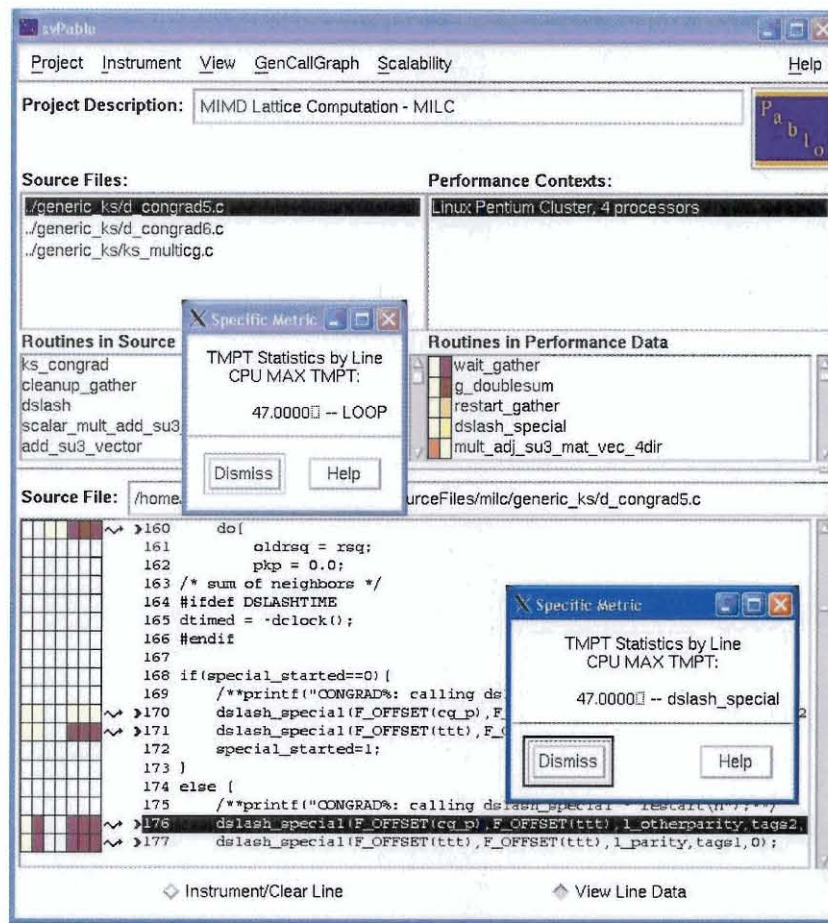 svPablo
Project Instrument View GenCallGraph Scalability Help
Project Description: MIMD Lattice Computation - MILC
Pablo
Source Files:
../generic_ks/d_congrad5.c
../generic_ks/d_congrad6.c
../generic_ks/ks_multicg.c
Performance Contexts:
Linux Pentium Cluster, 4 processors
Routines in Source
ks_congrad
cleanup_gather
dslash
scalar_mult_add_su3_
add_su3_vector
X Specific Metric
TMPT Statistics by Line
CPU MAX TMPT:
47.0000 -- LOOP
Dismiss Help
Routines in Performance Data
wait_gather
g_doublesum
restart_gather
dslash_special
mult_adj_su3_mat_vec_4dir
Source File: /home. urceFiles/milc/generic_ks/d_congrad5.c
160 do{
161 oldrsq = rsq;
162 pkp = 0.0;
163 /* sum of neighbors */
164 #ifdef DSLASHTIME
165 dtimed = -dclock();
166 #endif
167
168 if(special_started==0){
169 /**printf("CONGRAD%: calling dsl
170 dslash_special(F_OFFSET(cg_p),F_ 2
171 dslash_special(F_OFFSET(ttt),F_O
172 special_started=1;
173 }
174 else {
175 /**printf("CONGRAD%: calling dslash_special - restart\n");**/
176 dslash_special(F_OFFSET(cg_p),F_OFFSET(ttt),l_otherparity,tags2,
177 dslash_special(F_OFFSET(ttt),F_OFFSET(ttt),l_parity,tags1,0);
X Specific Metric
TMPT Statistics by Line
CPU MAX TMPT:
47.0000 -- dslash_special
Dismiss Help
Instrument/Clear Line View Line Data